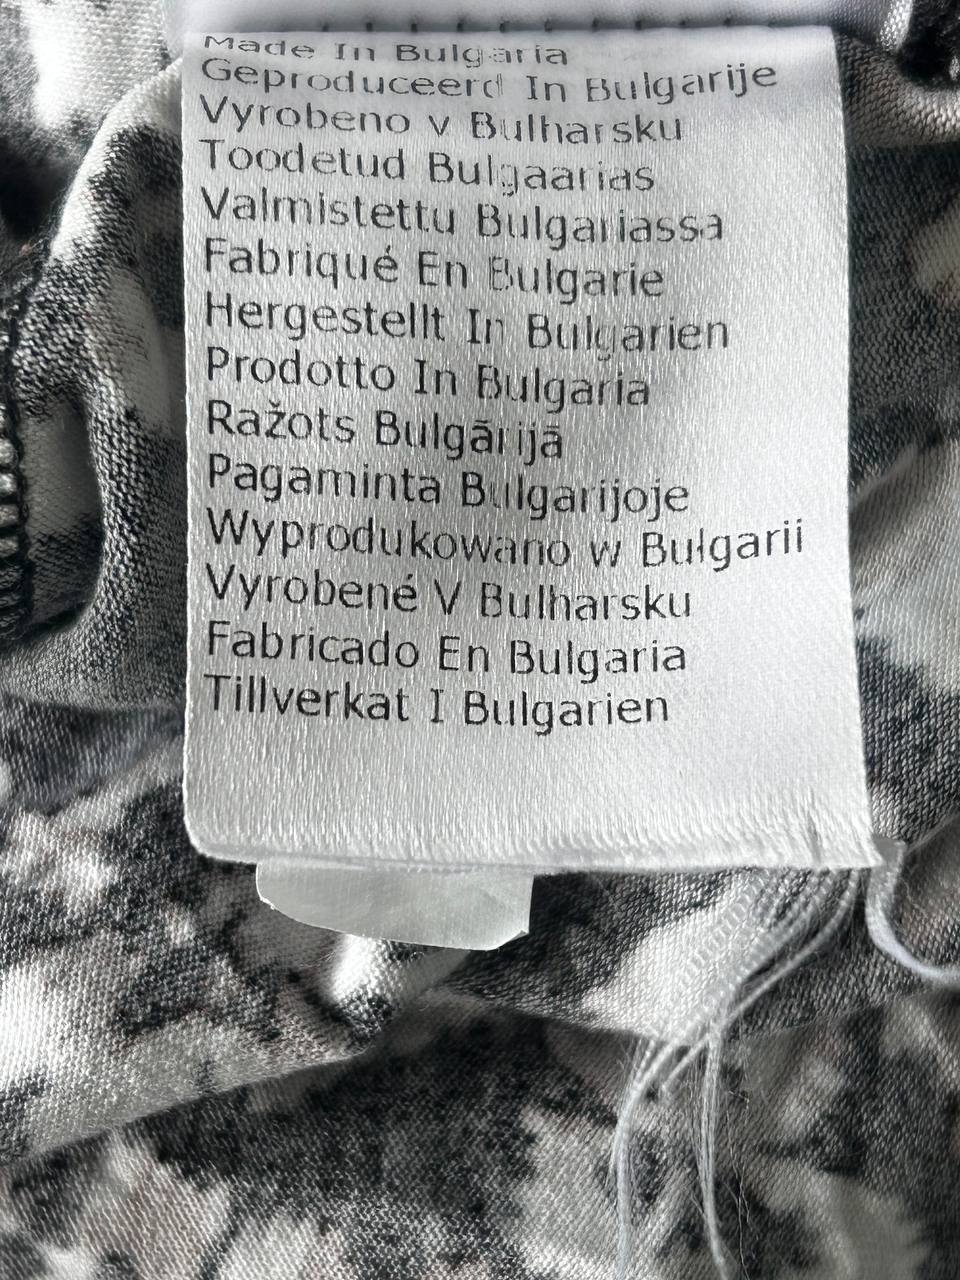 Made In Bulgaria
Geproduceerd In Bulgarije
Vyrobeno v Bulharsku
Toodetud Bulgaarias
Valmistettu Bulgariassa
Fabriqué En Bulgarie
Hergestellt In Bulgarien
Prodotto In Bulgaria
Ražots Bulgārijā
Pagaminta Bulgarijoje
Wyprodukowano w Bułgarii
Vyrobené V Bulharsku
Fabricado En Bulgaria
Tillverkat I Bulgarien